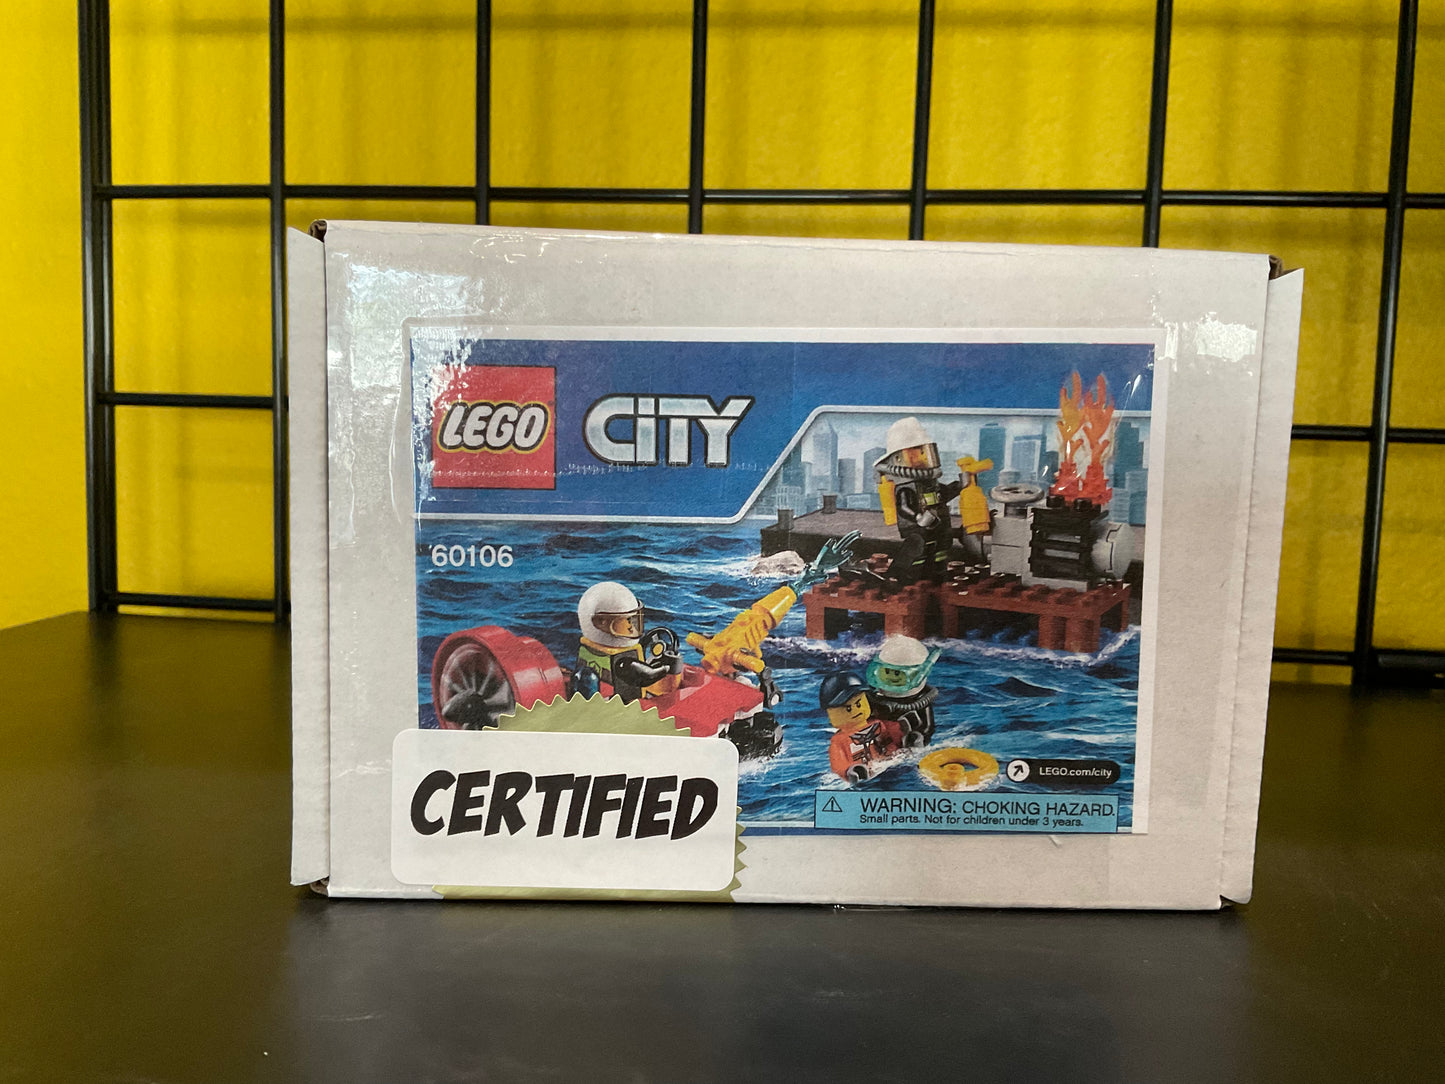 LEGO CITY
60106
LEGO.com/city
WARNING: CHOKING HAZARD.
Small parts. Not for children under 3 years.
CERTIFIED